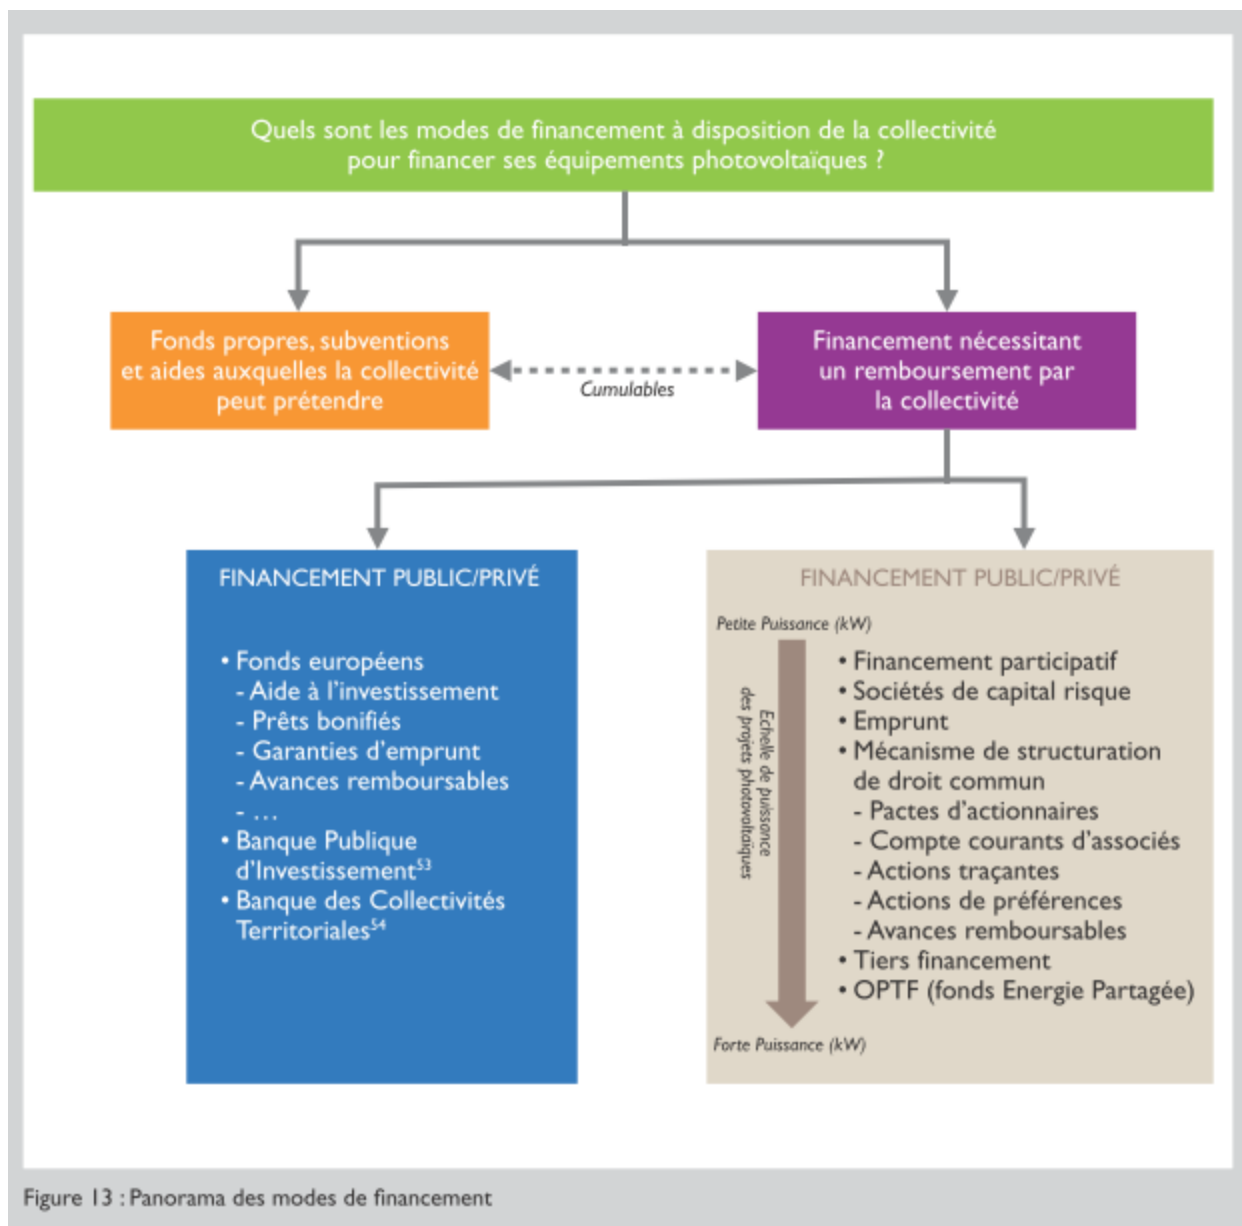 Quels sont les modes de financement à disposition de la collectivité
pour financer ses équipements photovoltaïques ?
Fonds propres, subventions
et aides auxquelles la collectivité
peut prétendre
Cumulables
Financement nécessitant
un remboursement par
la collectivité
FINANCEMENT PUBLIC/PRIVÉ
• Fonds européens
- Aide à l'investissement
- Prêts bonifiés
- Garanties d'emprunt
- Avances remboursables
- ...
• Banque Publique
d'Investissement53
• Banque des Collectivités
Territoriales54
FINANCEMENT PUBLIC/PRIVÉ
Petite Puissance (kW)
Echelle de puissance
des projets photovoltaïques
Forte Puissance (kW)
• Financement participatif
• Sociétés de capital risque
• Emprunt
• Mécanisme de structuration
de droit commun
- Pactes d'actionnaires
- Compte courants d'associés
- Actions traçantes
- Actions de préférences
- Avances remboursables
• Tiers financement
• OPTF (fonds Energie Partagée)
Figure 13 : Panorama des modes de financement